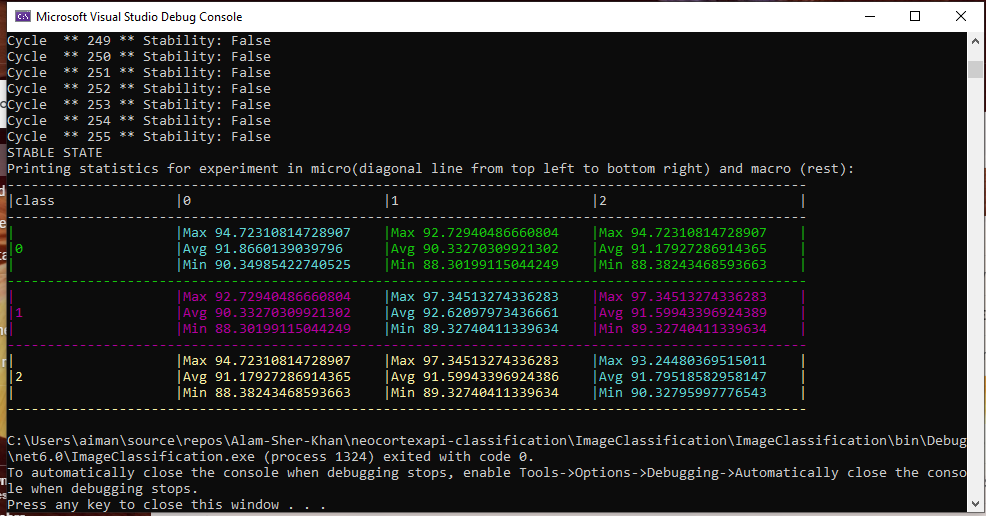 Microsoft Visual Studio Debug Console
Cycle  ** 249 ** Stability: False
Cycle  ** 250 ** Stability: False
Cycle  ** 251 ** Stability: False
Cycle  ** 252 ** Stability: False
Cycle  ** 253 ** Stability: False
Cycle  ** 254 ** Stability: False
Cycle  ** 255 ** Stability: False
STABLE STATE
Printing statistics for experiment in micro(diagonal line from top left to bottom right) and macro (rest):
|class |0 |1 |2 |
| |Max 94.72310814728907 |Max 92.72940486660804 |Max 94.72310814728907 |
|0 |Avg 91.8660139039796 |Avg 90.33270309921302 |Avg 91.17927286914365 |
| |Min 90.34985422740525 |Min 88.30199115044249 |Min 88.38243468593663 |
| |Max 92.72940486660804 |Max 97.34513274336283 |Max 97.34513274336283 |
|1 |Avg 90.33270309921302 |Avg 92.62097973436661 |Avg 91.59943396924389 |
| |Min 88.30199115044249 |Min 89.32740411339634 |Min 89.32740411339634 |
| |Max 94.72310814728907 |Max 97.34513274336283 |Max 93.24480369515011 |
|2 |Avg 91.17927286914365 |Avg 91.59943396924386 |Avg 91.79518582958147 |
| |Min 88.38243468593663 |Min 89.32740411339634 |Min 90.32795997776543 |
C:\Users\aiman\source\repos\Alam-Sher-Khan\neocortexapi-classification\ImageClassification\ImageClassification\bin\Debug
\net6.0\ImageClassification.exe (process 1324) exited with code 0.
To automatically close the console when debugging stops, enable Tools->Options->Debugging->Automatically close the conso
le when debugging stops.
Press any key to close this window . . .